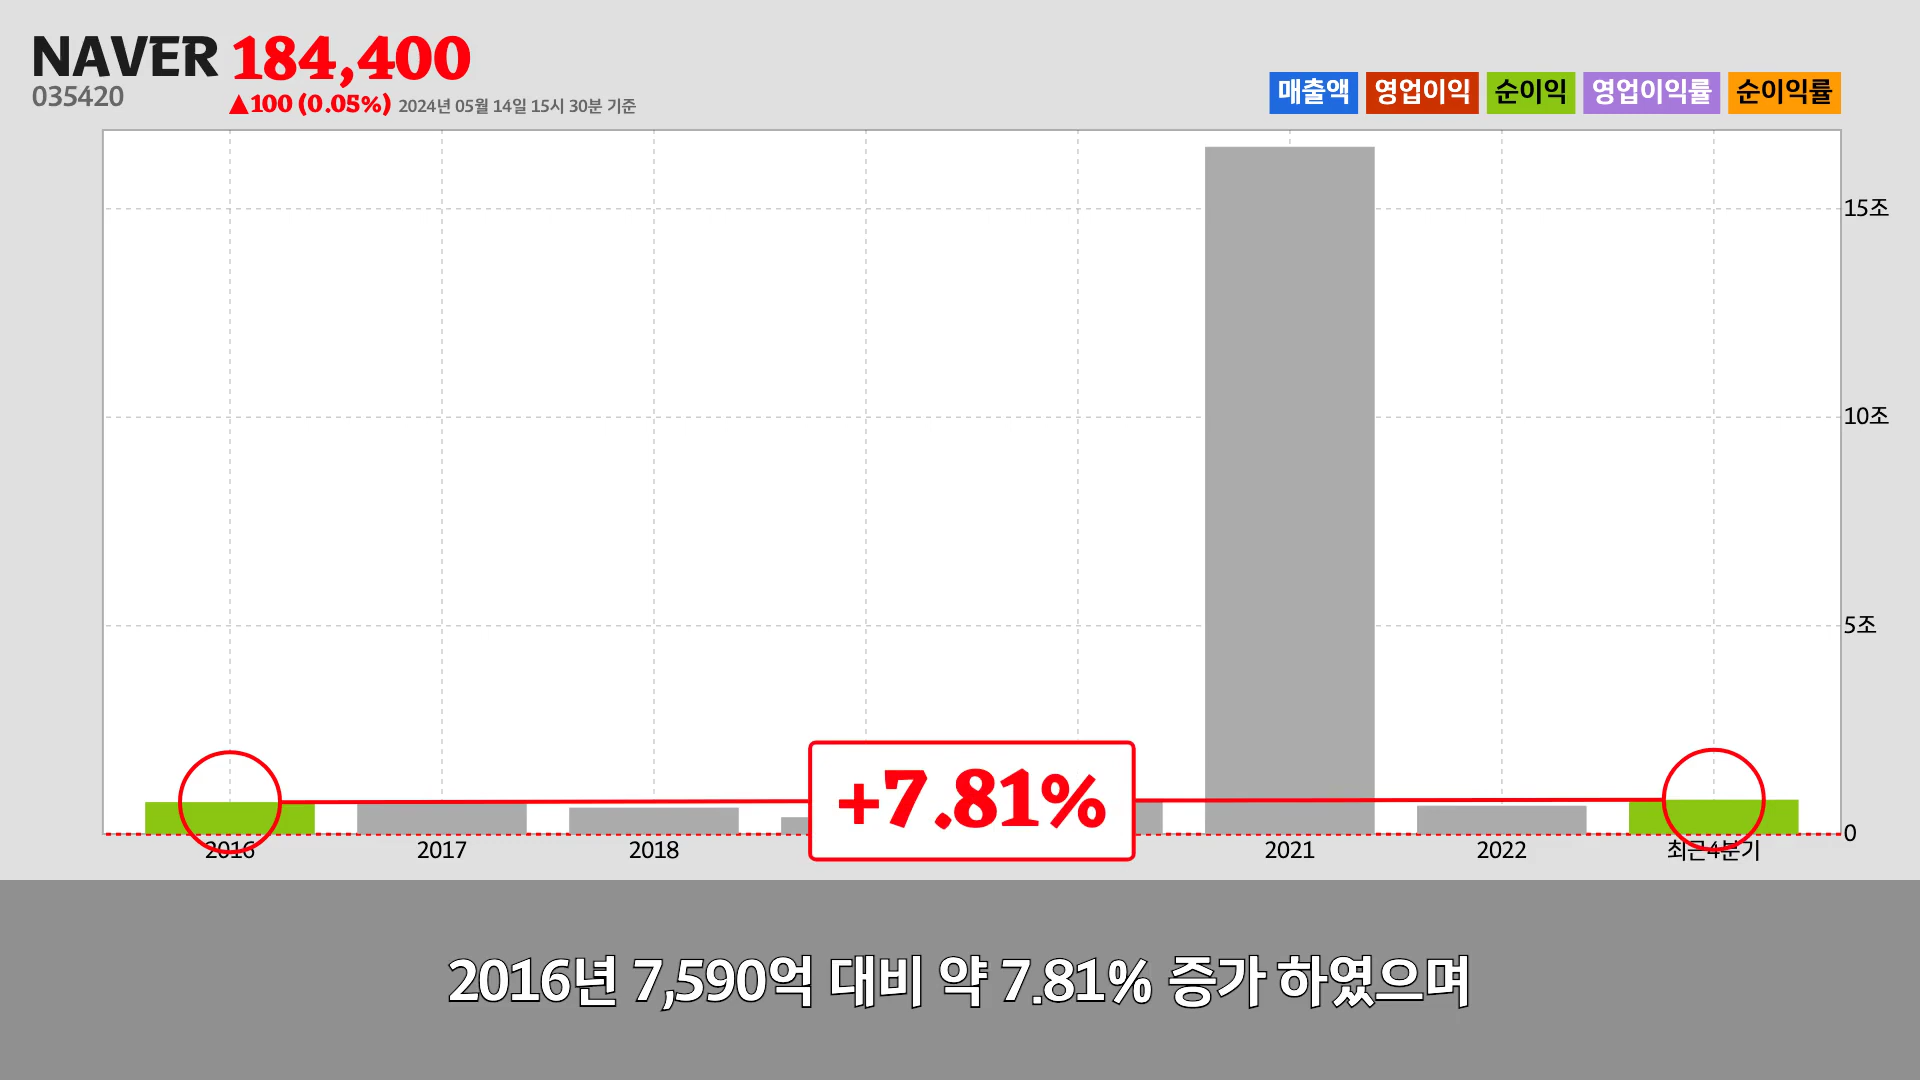 NAVER 184,400
035420
▲100 (0.05%) 2024년 05월 14일 15시 30분 기준
매출액 영업이익 순이익 영업이익률 순이익률
15조
10조
5조
0
+7.81%
2016 2017 2018 2021 2022 최근4분기
2016년 7,590억 대비 약 7.81% 증가 하였으며